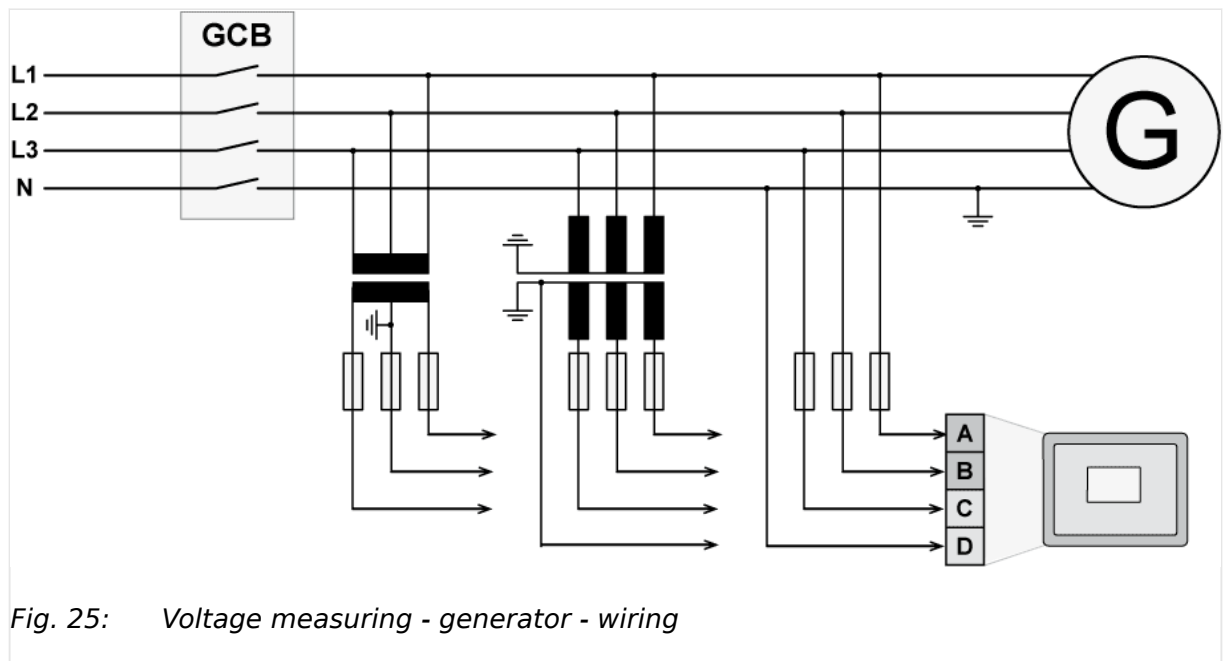 GCB
L1
L2
L3
N
G
A
B
C
D
Fig. 25: Voltage measuring - generator - wiring